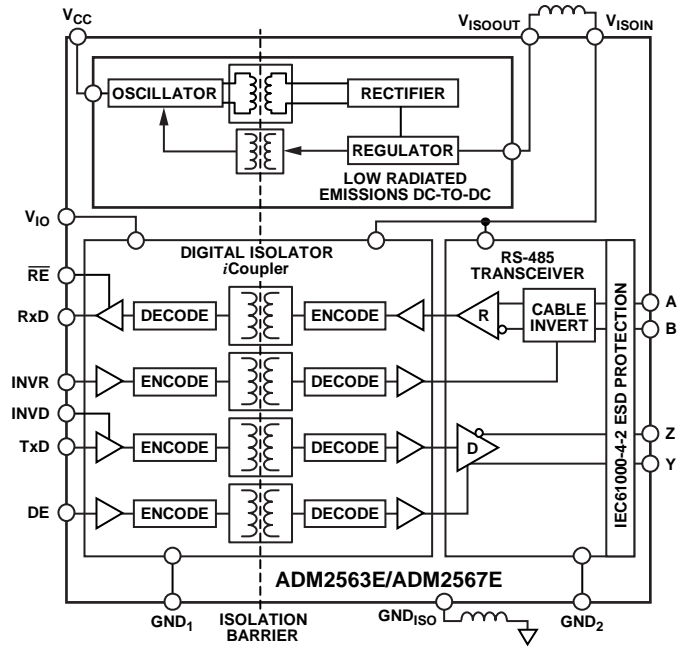 VCC
VISOOUT
VISOIN
OSCILLATOR
RECTIFIER
REGULATOR
LOW RADIATED
EMISSIONS DC-TO-DC
VIO
DIGITAL ISOLATOR
iCoupler
RS-485
TRANSCEIVER
RE
RxD
DECODE
ENCODE
R
CABLE
INVERT
A
B
INVR
ENCODE
DECODE
INVD
TxD
ENCODE
DECODE
D
Z
Y
DE
ENCODE
DECODE
IEC61000-4-2 ESD PROTECTION
ADM2563E/ADM2567E
GND1
ISOLATION
BARRIER
GNDISO
GND2